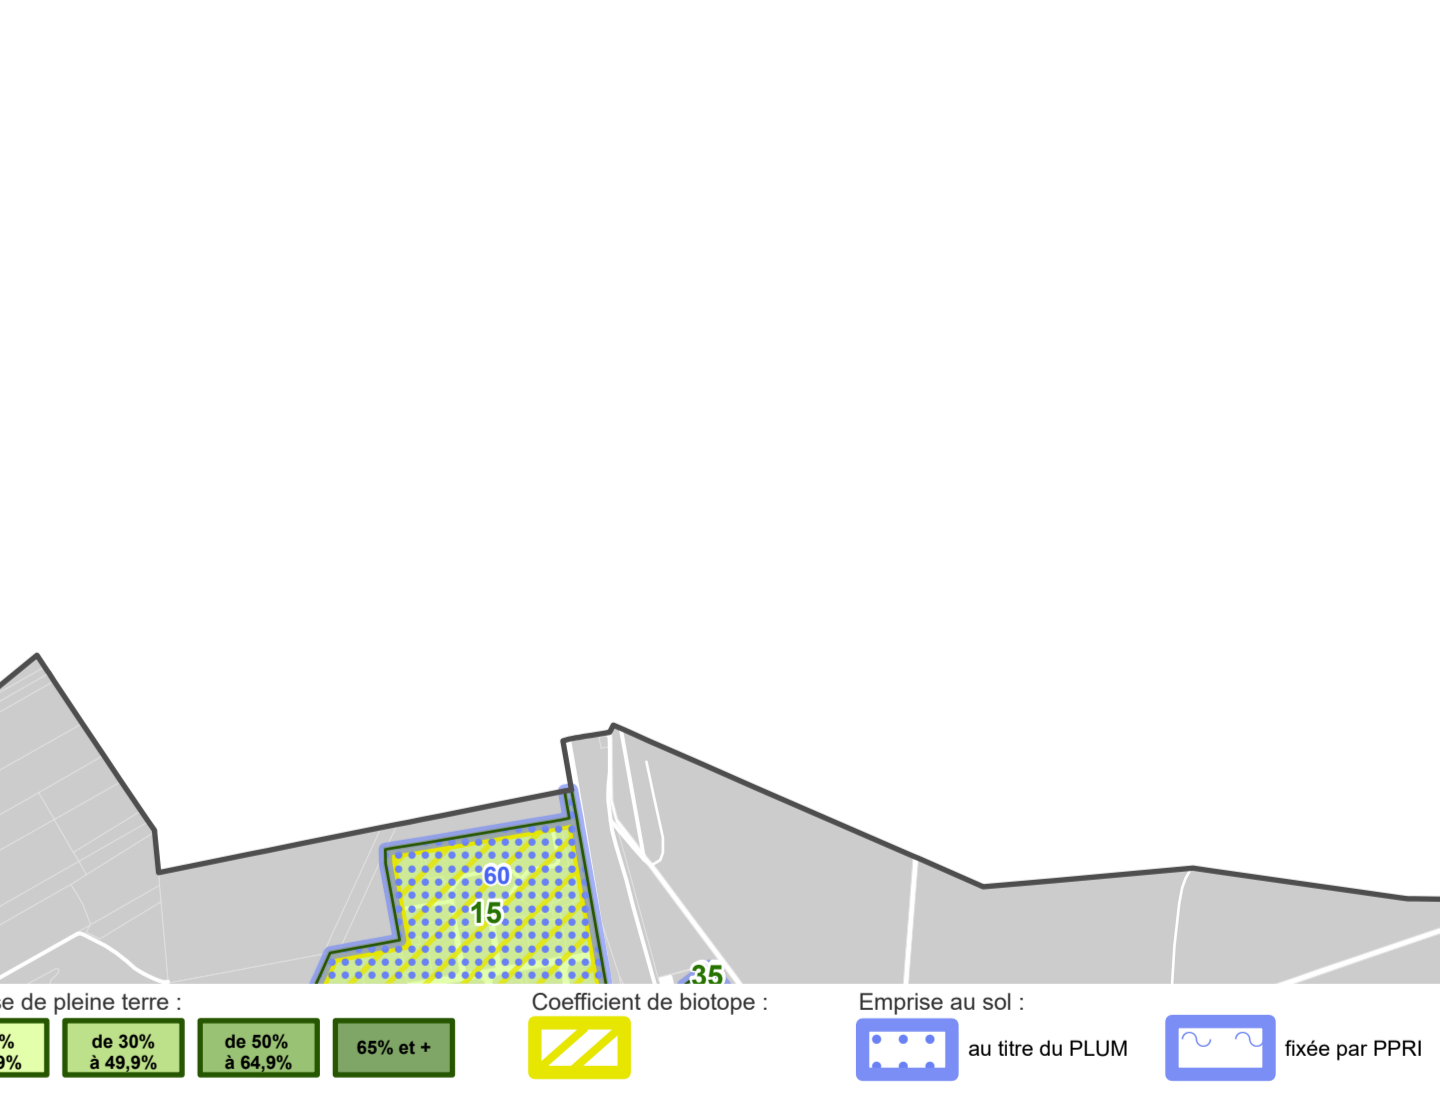 60
15
35
se de pleine terre :
Coefficient de biotope :
Emprise au sol :
%
9%
de 30%
à 49,9%
de 50%
à 64,9%
65% et +
au titre du PLUM
fixée par PPRI